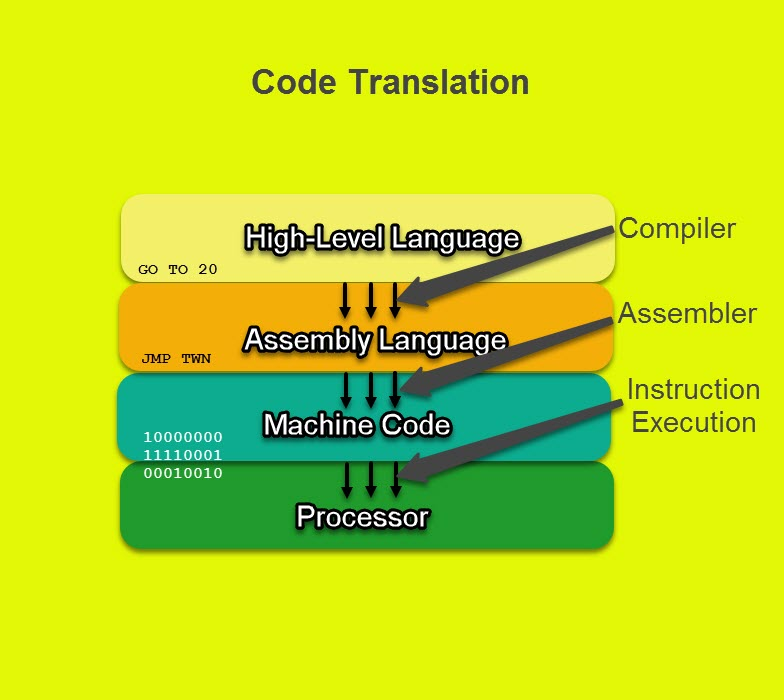 Code Translation
High-Level Language
Compiler
GO TO 20
Assembly Language
Assembler
JMP TWN
Machine Code
Instruction
Execution
10000000
11110001
00010010
Processor